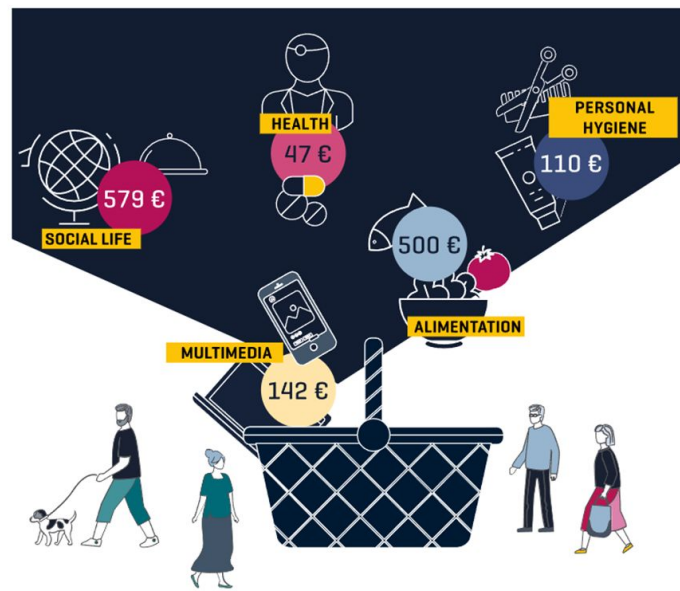 HEALTH
47 €
PERSONAL
HYGIENE
110 €
579 €
SOCIAL LIFE
500 €
ALIMENTATION
MULTIMEDIA
142 €